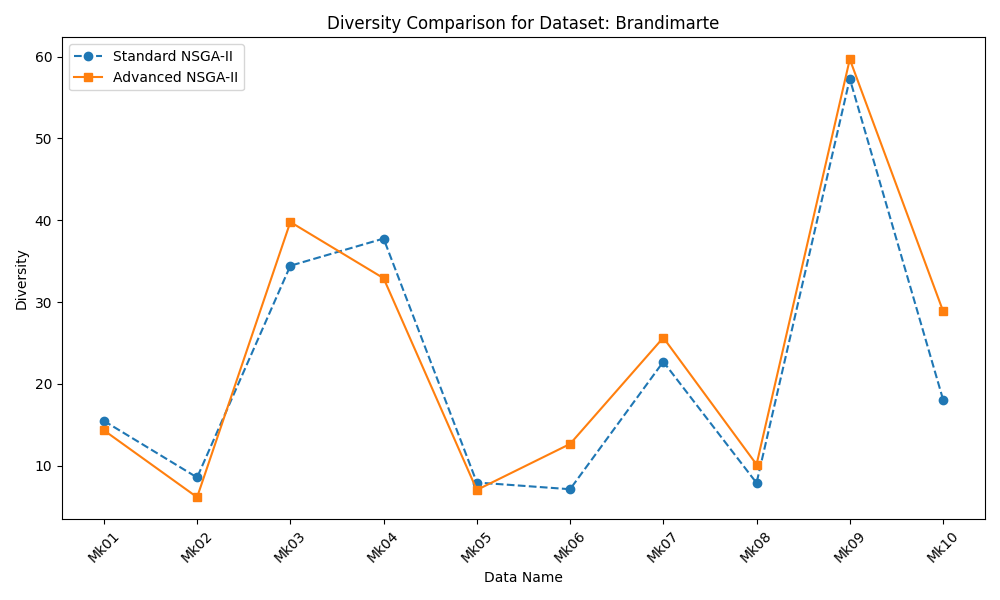 Diversity Comparison for Dataset: Brandimarte
Standard NSGA-II
Advanced NSGA-II
60
50
40
30
20
10
Diversity
Mk01
Mk02
Mk03
Mk04
Mk05
Mk06
Mk07
Mk08
Mk09
Mk10
Data Name